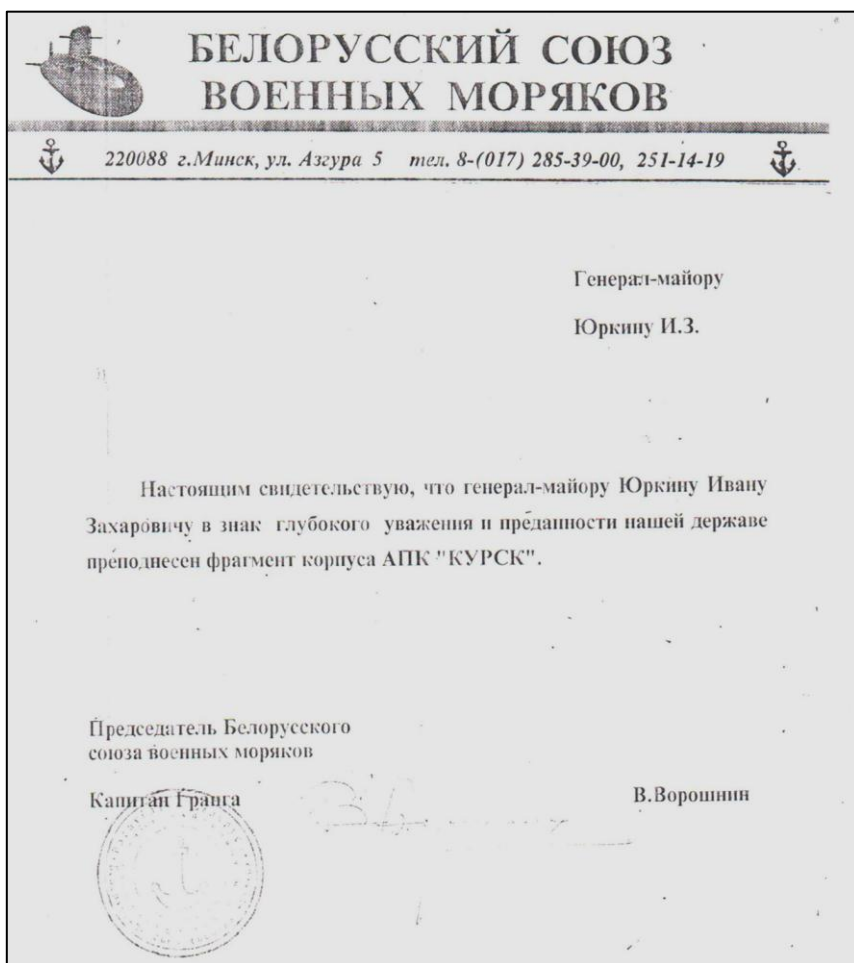 БЕЛОРУССКИЙ СОЮЗ
ВОЕННЫХ МОРЯКОВ
220088 г.Минск, ул. Азгура 5 тел. 8-(017) 285-39-00, 251-14-19
Генерал-майору
Юркину И.З.
Настоящим свидетельствую, что генерал-майору Юркину Ивану
Захаровичу в знак глубокого уважения и преданности нашей державе
преподнесен фрагмент корпуса АПК "КУРСК".
Председатель Белорусского
союза военных моряков
Капитан I ранга
В.Ворошнин